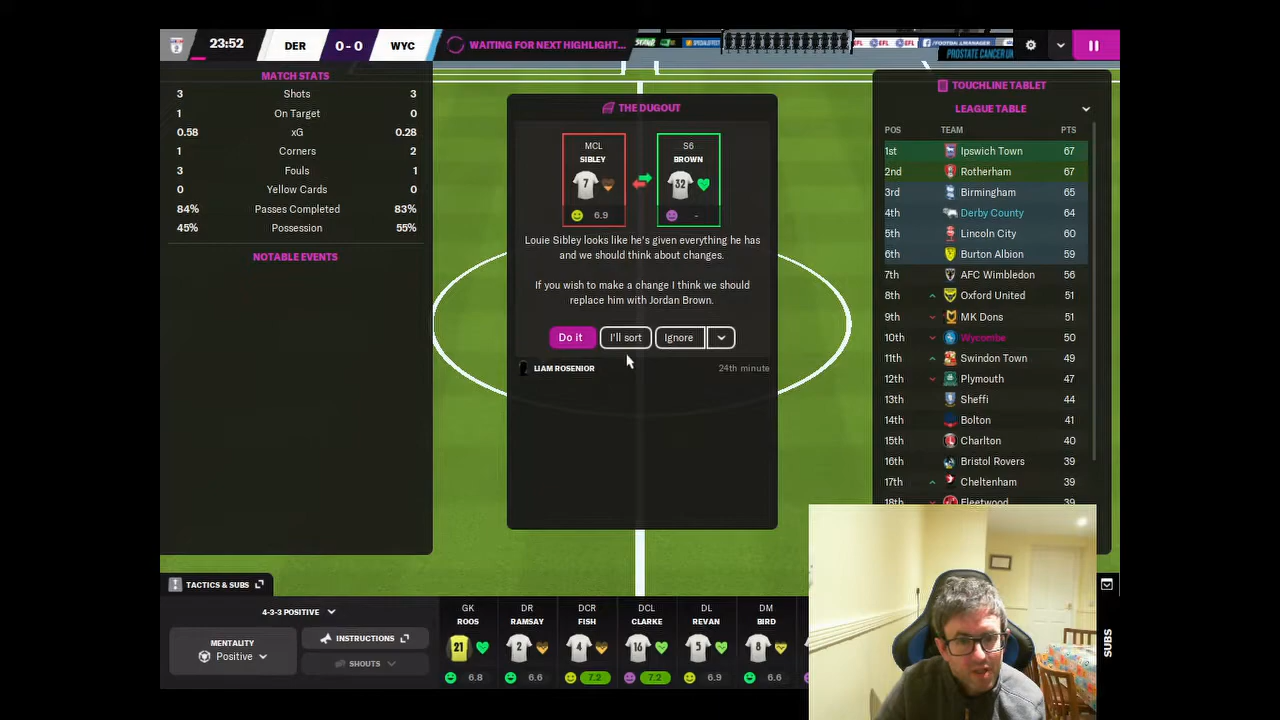 23:52
DER
0 - 0
WYC
WAITING FOR NEXT HIGHLIGHT...
PROSTATE CANCER U
MATCH STATS
3 Shots 3
1 On Target 0
0.58 xG 0.28
1 Corners 2
3 Fouls 1
0 Yellow Cards 0
84% Passes Completed 83%
45% Possession 55%
NOTABLE EVENTS
THE DUGOUT
MCL
SIBLEY
7
6.9
S6
BROWN
32
-
Louie Sibley looks like he's given everything he has
and we should think about changes.
If you wish to make a change I think we should
replace him with Jordan Brown.
Do it
I'll sort
Ignore
LIAM ROSENIOR
24th minute
TOUCHLINE TABLET
LEAGUE TABLE
POS TEAM PTS
1st Ipswich Town 67
2nd Rotherham 67
3rd Birmingham 65
4th Derby County 64
5th Lincoln City 60
6th Burton Albion 59
7th AFC Wimbledon 56
8th Oxford United 51
9th MK Dons 51
10th Wycombe 50
11th Swindon Town 49
12th Plymouth 47
13th Sheffi 44
14th Bolton 41
15th Charlton 40
16th Bristol Rovers 39
17th Cheltenham 39
18th Fleetwood 39
TACTICS & SUBS
4-3-3 POSITIVE
MENTALITY
Positive
INSTRUCTIONS
SHOUTS
GK
ROOS
21
6.8
DR
RAMSAY
2
6.6
DCR
FISH
4
7.2
DCL
CLARKE
16
7.2
DL
REVAN
5
6.9
DM
BIRD
8
6.6
SUBS